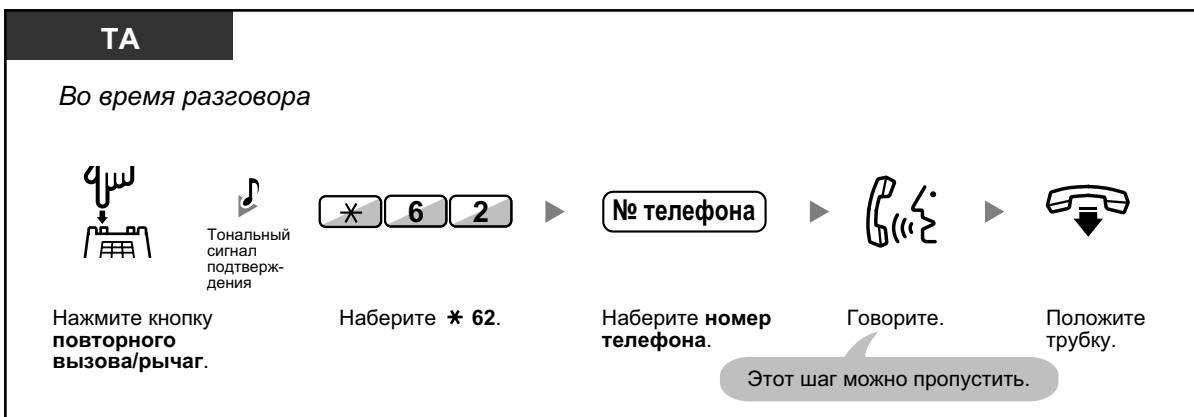 ТА
Во время разговора
Тональный
сигнал
подтверж-
дения
* 6 2
№ телефона
Нажмите кнопку
повторного
вызова/рычаг.
Наберите * 62.
Наберите номер
телефона.
Говорите.
Положите
трубку.
Этот шаг можно пропустить.